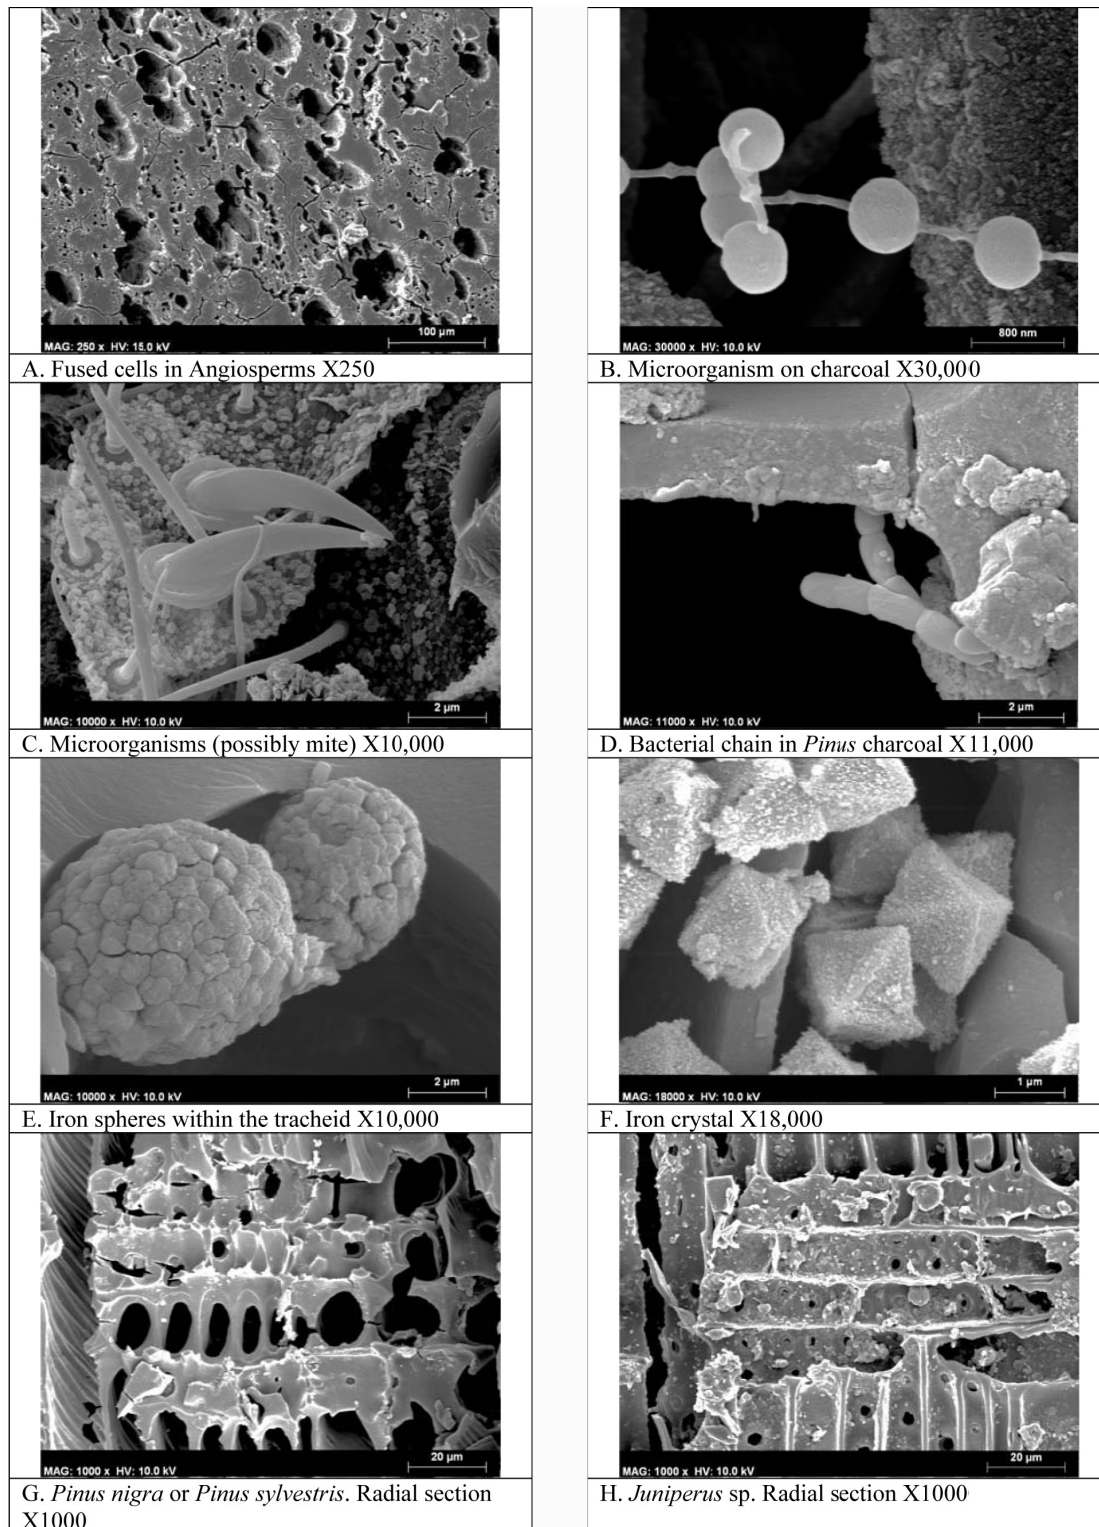 100 µm
MAG: 250 x HV: 15.0 kV
A. Fused cells in Angiosperms X250
800 nm
MAG: 30000 x HV: 10.0 kV
B. Microorganism on charcoal X30,000
2 µm
MAG: 10000 x HV: 10.0 kV
C. Microorganisms (possibly mite) X10,000
2 µm
MAG: 11000 x HV: 10.0 kV
D. Bacterial chain in Pinus charcoal X11,000
2 µm
MAG: 10000 x HV: 10.0 kV
E. Iron spheres within the tracheid X10,000
1 µm
MAG: 18000 x HV: 10.0 kV
F. Iron crystal X18,000
20 µm
MAG: 1000 x HV: 10.0 kV
G. Pinus nigra or Pinus sylvestris. Radial section
X1000
20 µm
MAG: 1000 x HV: 10.0 kV
H. Juniperus sp. Radial section X1000